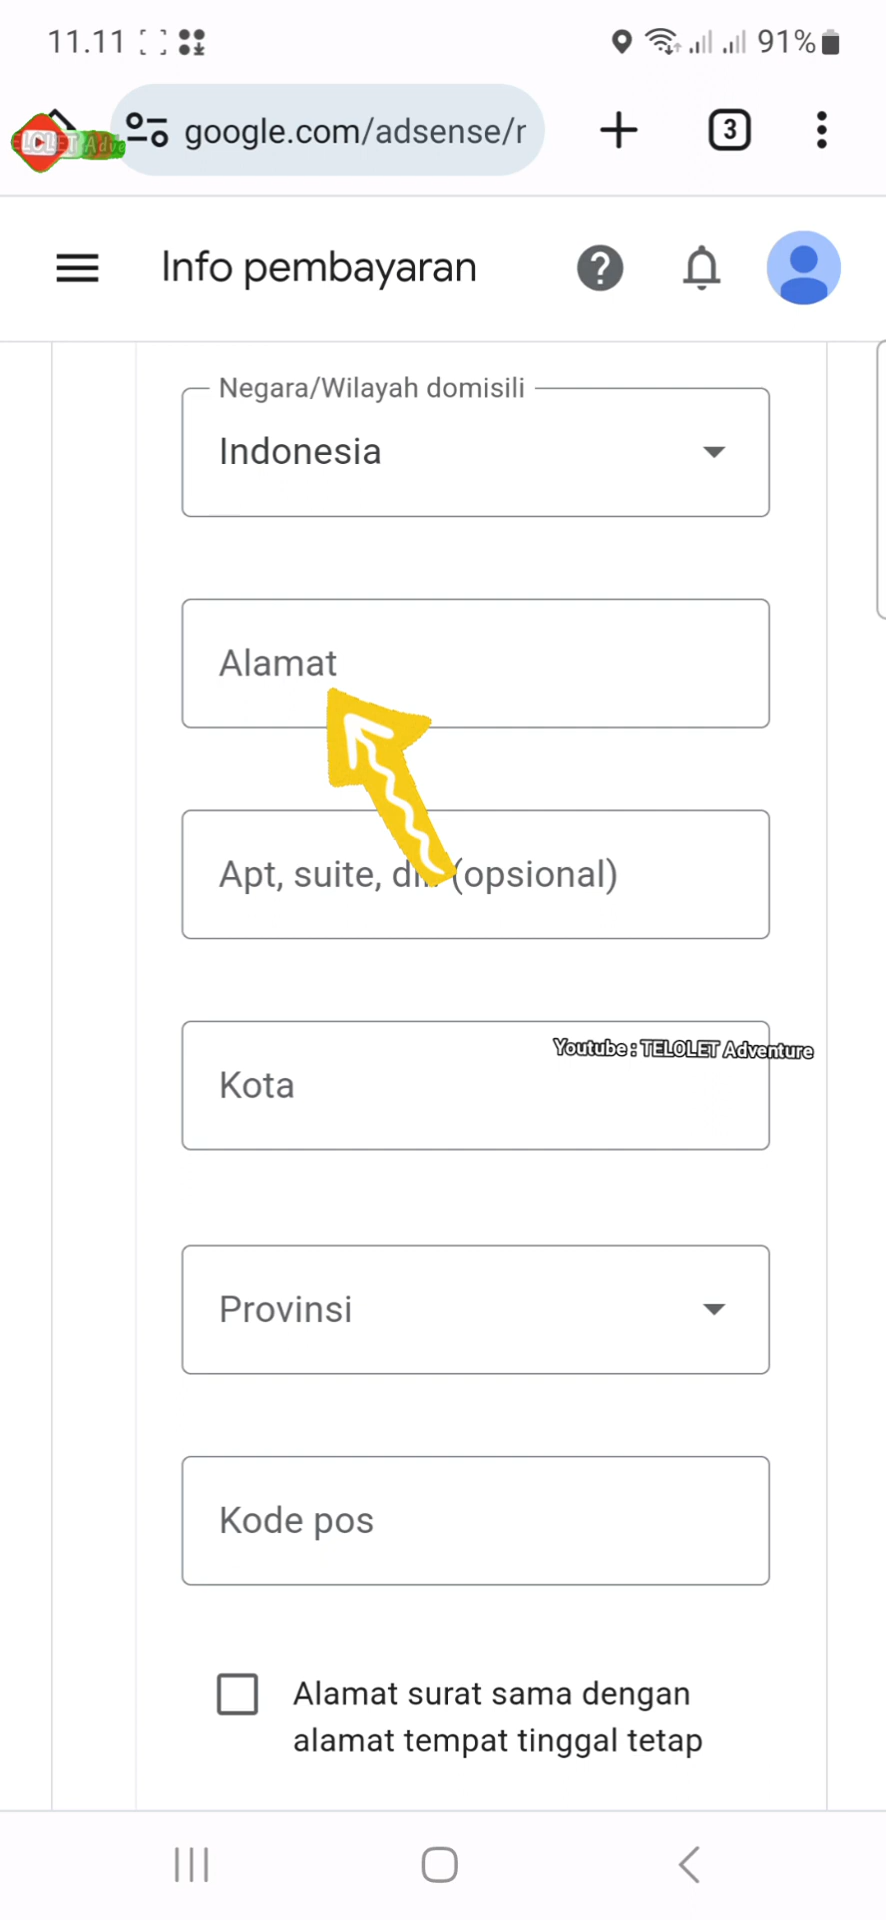 11.11
91%
google.com/adsense/r
3
Info pembayaran
Negara/Wilayah domisili
Indonesia
Alamat
Apt, suite, (opsional)
Youtube : TELOLET Adventure
Kota
Provinsi
Kode pos
Alamat surat sama dengan
alamat tempat tinggal tetap